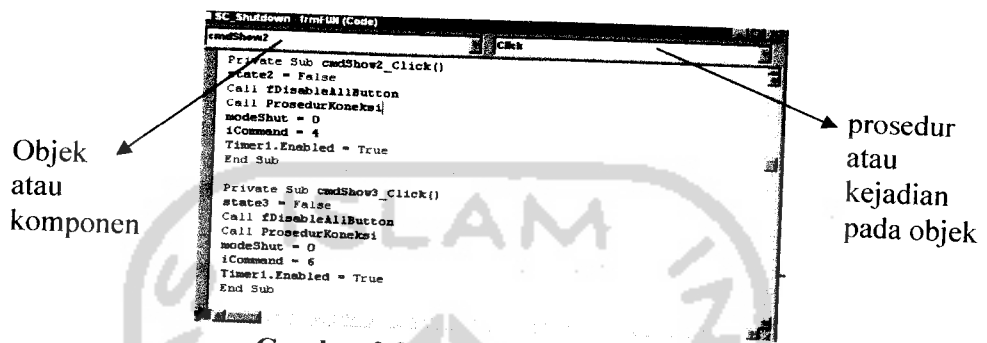 SC_Shutdown - frmFUN (Code)
cmdShow2
Click
Private Sub cmdShow2_Click()
state2 = False
Call fDisableAllButton
Call ProsedurKoneksi
modeShut = 0
iCommand = 4
Timer1.Enabled = True
End Sub
Private Sub cmdShow3_Click()
state3 = False
Call fDisableAllButton
Call ProsedurKoneksi
modeShut = 0
iCommand = 6
Timer1.Enabled = True
End Sub
Objek
atau
komponen
prosedur
atau
kejadian
pada objek
ISLAM